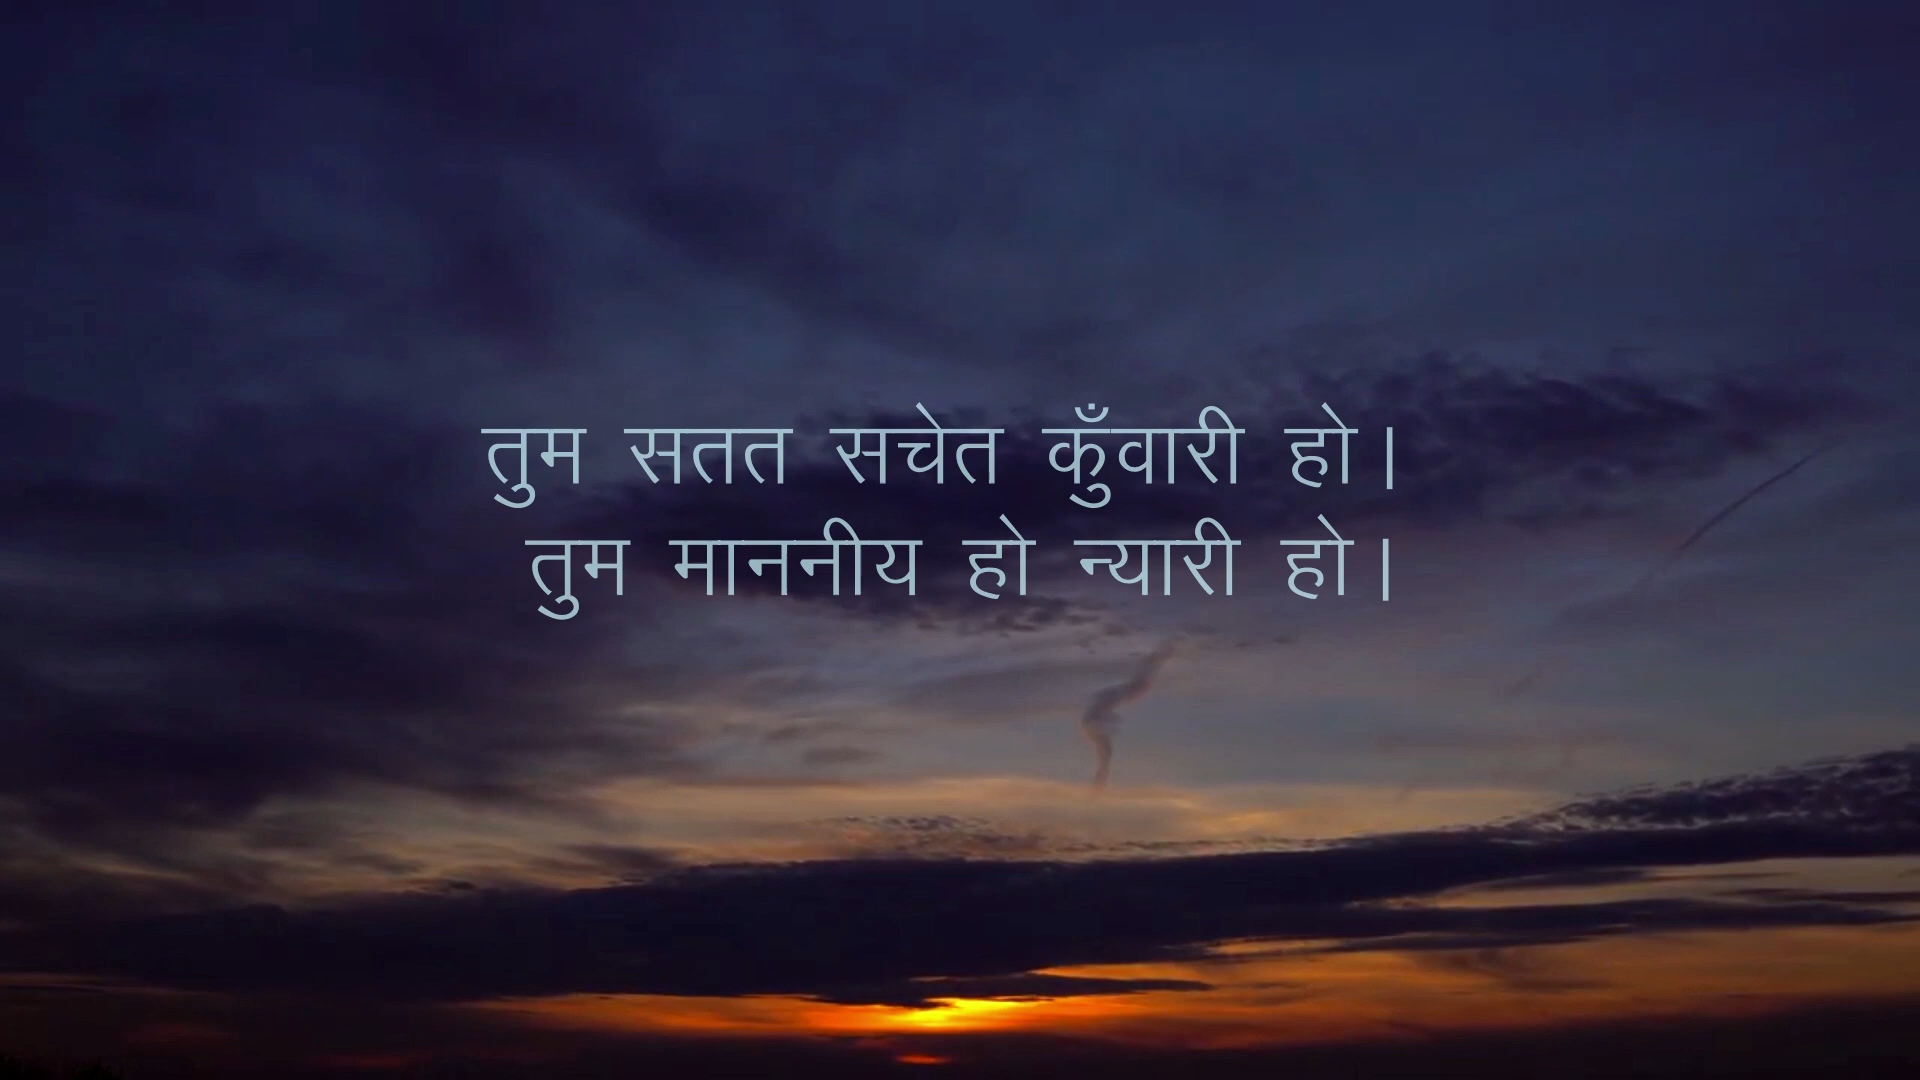 तुम सतत सचेत कुँवारी हो।
तुम माननीय हो न्यारी हो।